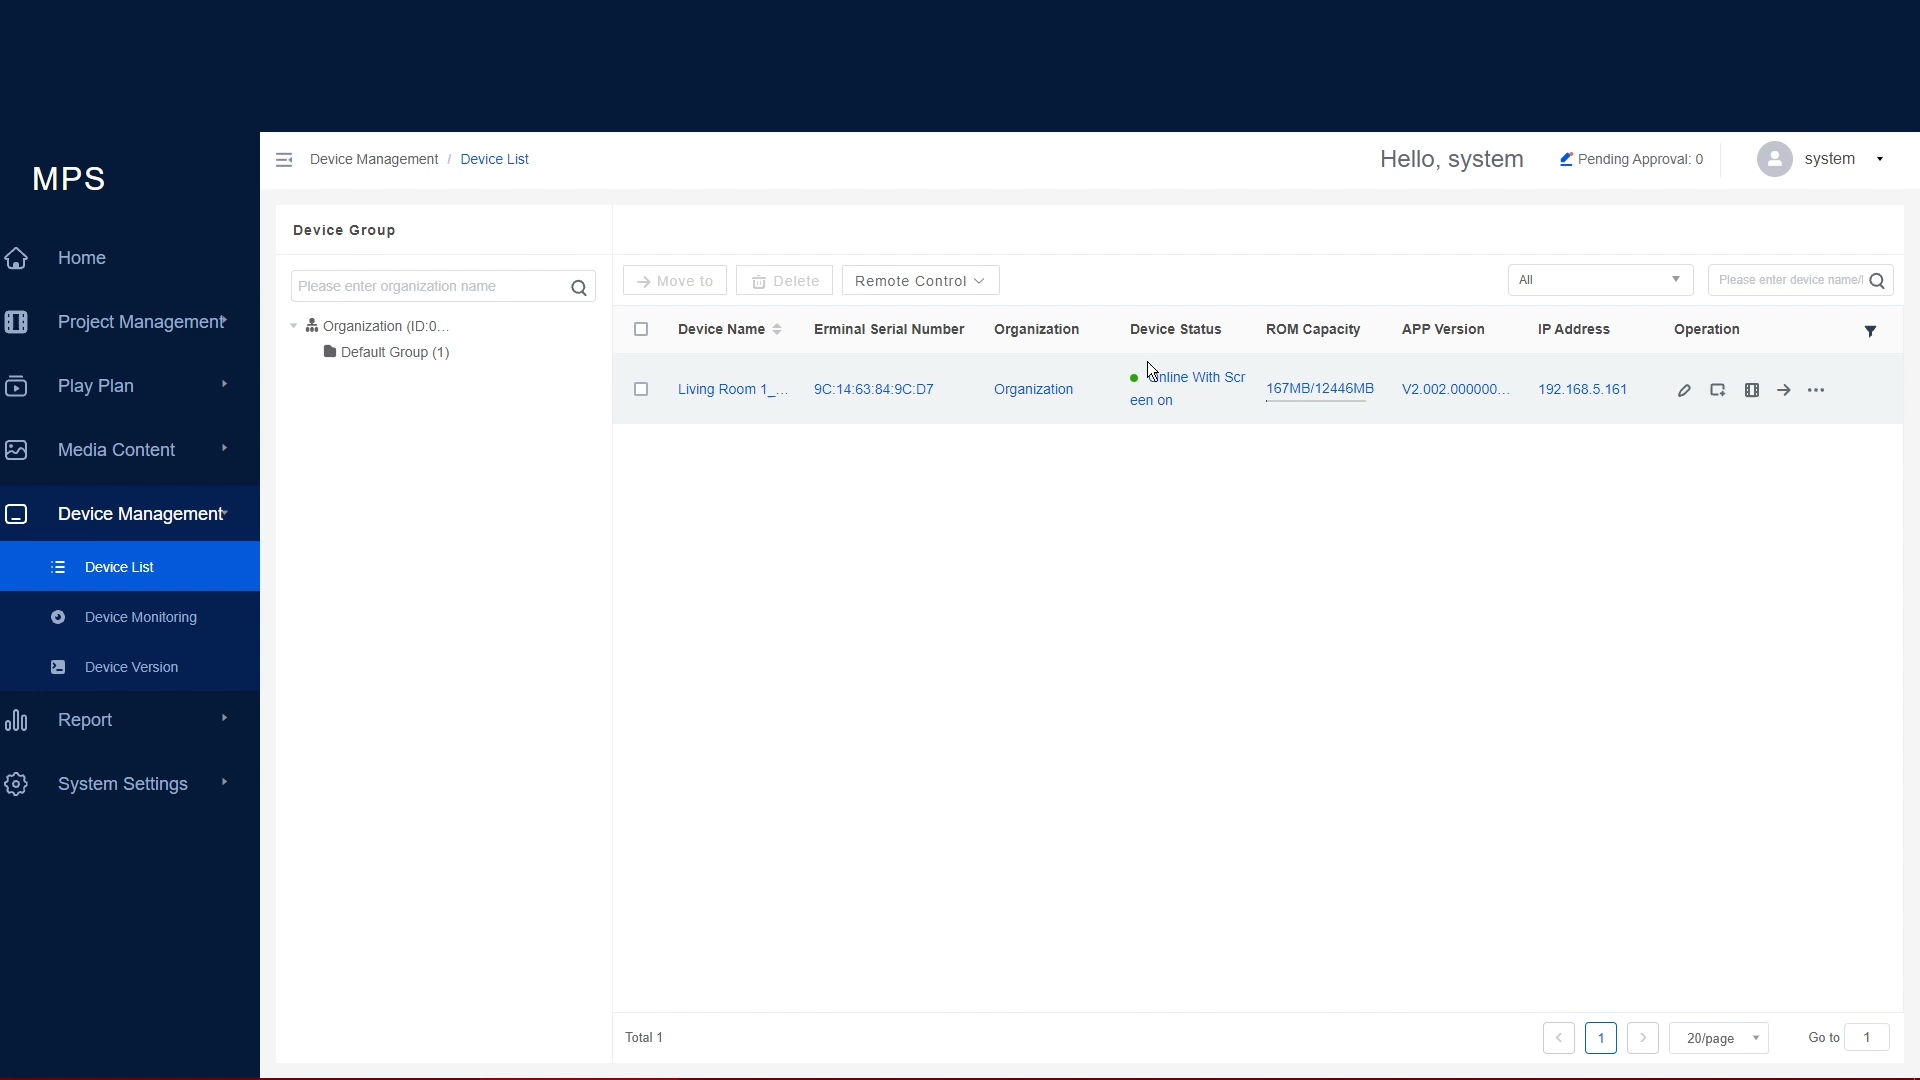 MPS
Home
Project Management
Play Plan
Media Content
Device Management
Device List
Device Monitoring
Device Version
Report
System Settings
Device Management / Device List
Hello, system
Pending Approval: 0
system
Device Group
Please enter organization name
Organization (ID:0...
Default Group (1)
Move to
Delete
Remote Control
All
Please enter device name/
Device Name
Erminal Serial Number
Organization
Device Status
ROM Capacity
APP Version
IP Address
Operation
Living Room 1_...
9C:14:63:84:9C:D7
Organization
Online With Scr
een on
167MB/12446MB
V2.002.000000...
192.168.5.161
Total 1
1
20/page
Go to
1